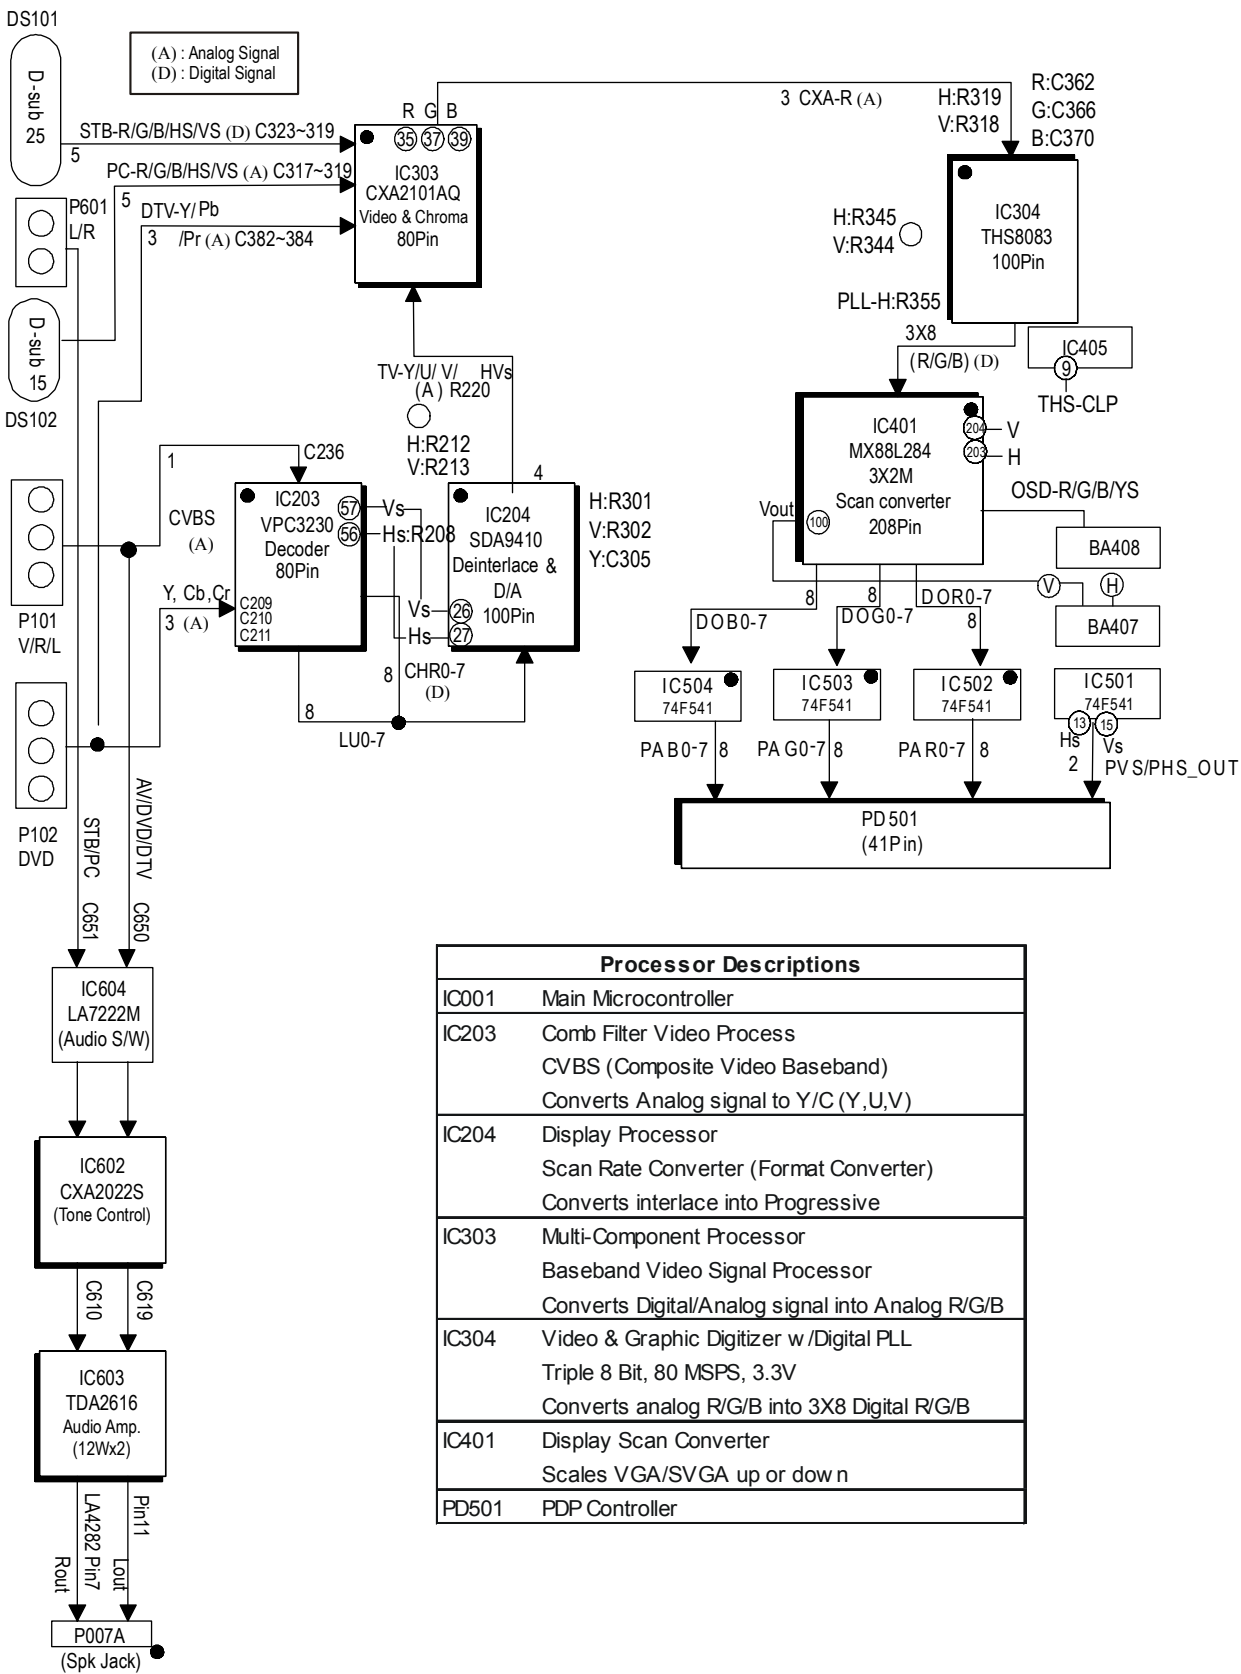 DS101
(A) : Analog Signal
(D) : Digital Signal
D-sub
25
STB-R/G/B/HS/VS (D) C323~319
5
PC-R/G/B/HS/VS (A) C317~319
5
P601
L/R
DTV-Y/ Pb
3
/Pr (A) C382~384
D-sub
15
DS102
R G B
35 37 39
IC303
CXA2101AQ
Video & Chroma
80Pin
3 CXA-R (A)
H:R319
V:R318
R:C362
G:C366
B:C370
IC304
THS8083
100Pin
H:R345
V:R344
PLL-H:R355
3X8
(R/G/B) (D)
IC405
9
THS-CLP
TV-Y/U/ V/ HVs
(A) R220
H:R212
V:R213
4
1
C236
CVBS
(A)
Y, Cb,Cr
3 (A)
P101
V/R/L
IC203
VPC3230
Decoder
80Pin
C209
C210
C211
57 Vs
56 Hs:R208
Vs 26
Hs 27
IC204
SDA9410
Deinterlace &
D/A
100Pin
H:R301
V:R302
Y:C305
8
CHR0-7
(D)
8
LU0-7
IC401
MX88L284
3X2M
Scan converter
208Pin
204 V
203 H
Vout
100
OSD-R/G/B/YS
BA408
V
H
BA407
8
DOB0-7
8
DOG0-7
DOR0-7
8
IC504
74F541
IC503
74F541
IC502
74F541
IC501
74F541
13 15
Hs
Vs
2
PVS/PHS_OUT
PAB0-7 8
PAG0-7 8
PAR0-7 8
PD501
(41Pin)
P102
DVD
STB/PC C651
AV/DVD/DTV C650
IC604
LA7222M
(Audio S/W)
IC602
CXA2022S
(Tone Control)
C610
C619
IC603
TDA2616
Audio Amp.
(12Wx2)
LA4282 Pin7
Rout
Pin11
Lout
P007A
(Spk Jack)
Processor Descriptions
IC001 Main Microcontroller
IC203 Comb Filter Video Process
CVBS (Composite Video Baseband)
Converts Analog signal to Y/C (Y,U,V)
IC204 Display Processor
Scan Rate Converter (Format Converter)
Converts interlace into Progressive
IC303 Multi-Component Processor
Baseband Video Signal Processor
Converts Digital/Analog signal into Analog R/G/B
IC304 Video & Graphic Digitizer w/Digital PLL
Triple 8 Bit, 80 MSPS, 3.3V
Converts analog R/G/B into 3X8 Digital R/G/B
IC401 Display Scan Converter
Scales VGA/SVGA up or down
PD501 PDP Controller